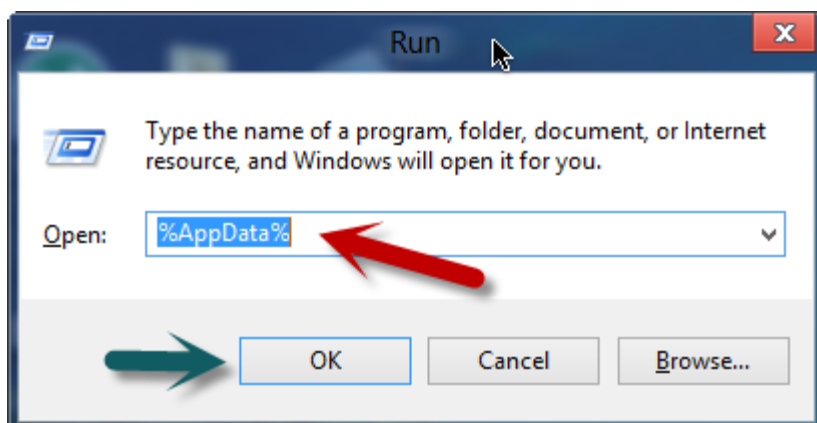 Run
Type the name of a program, folder, document, or Internet
resource, and Windows will open it for you.
Open: %AppData%
OK Cancel Browse...